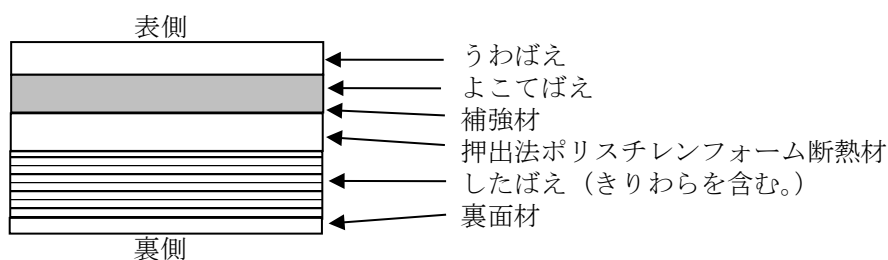 表側
うわばえ
よこてばえ
補強材
押出法ポリスチレンフォーム断熱材
したばえ（きりわらを含む。）
裏面材
裏側